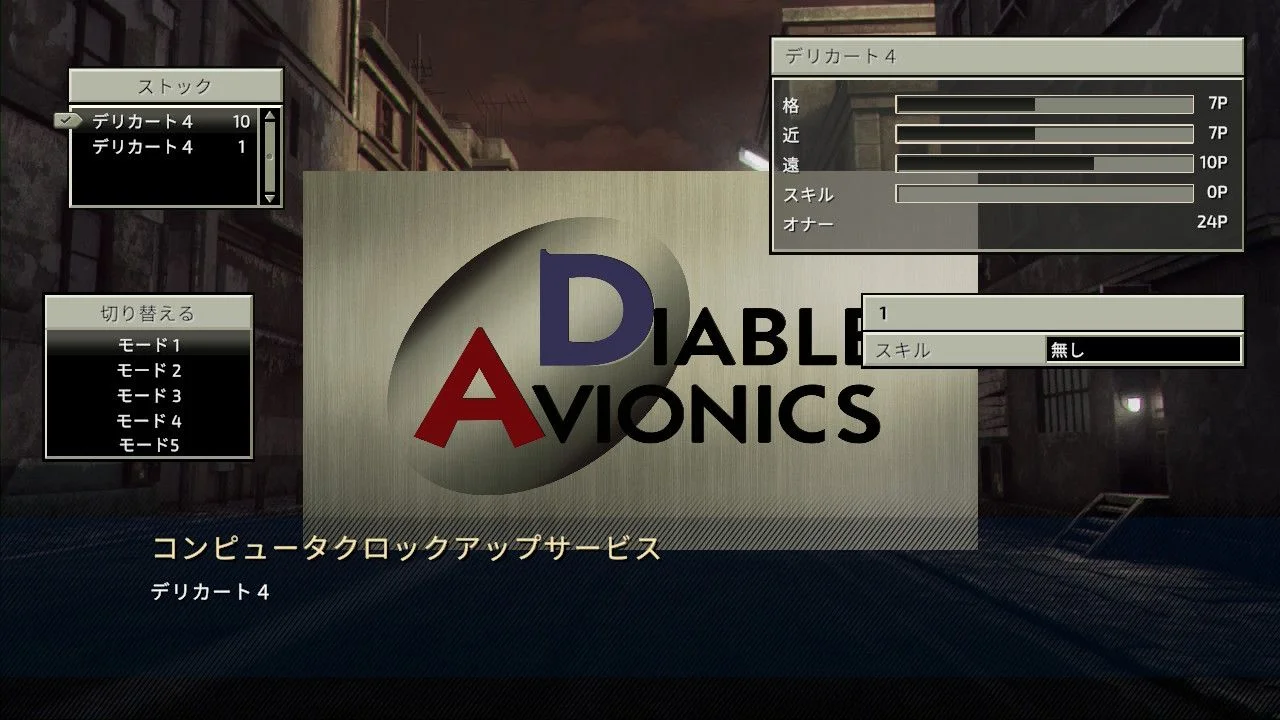 ストック
デリカート4 10
デリカート4 1
デリカート4
格 7P
近 7P
遠 10P
スキル 0P
オナー 24P
切り替える
モード1
モード2
モード3
モード4
モード5
DIABLE
AVIONICS
1
スキル 無し
コンピュータクロックアップサービス
デリカート4